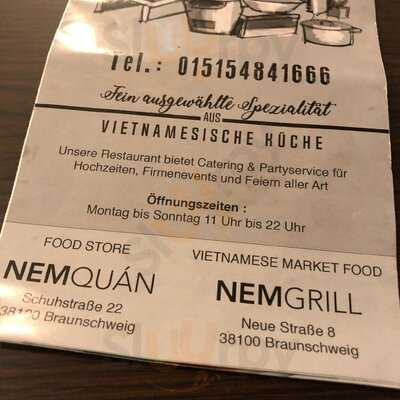 Tel.: 015154841666
Fein ausgewählte Spezialität
AUS
VIETNAMESISCHE KÜCHE
Unsere Restaurant bietet Catering & Partyservice für
Hochzeiten, Firmenevents und Feiern aller Art
Öffnungszeiten :
Montag bis Sonntag 11 Uhr bis 22 Uhr
FOOD STORE
NEMQUÁN
Schuhstraße 22
38100 Braunschweig
VIETNAMESE MARKET FOOD
NEMGRILL
Neue Straße 8
38100 Braunschweig